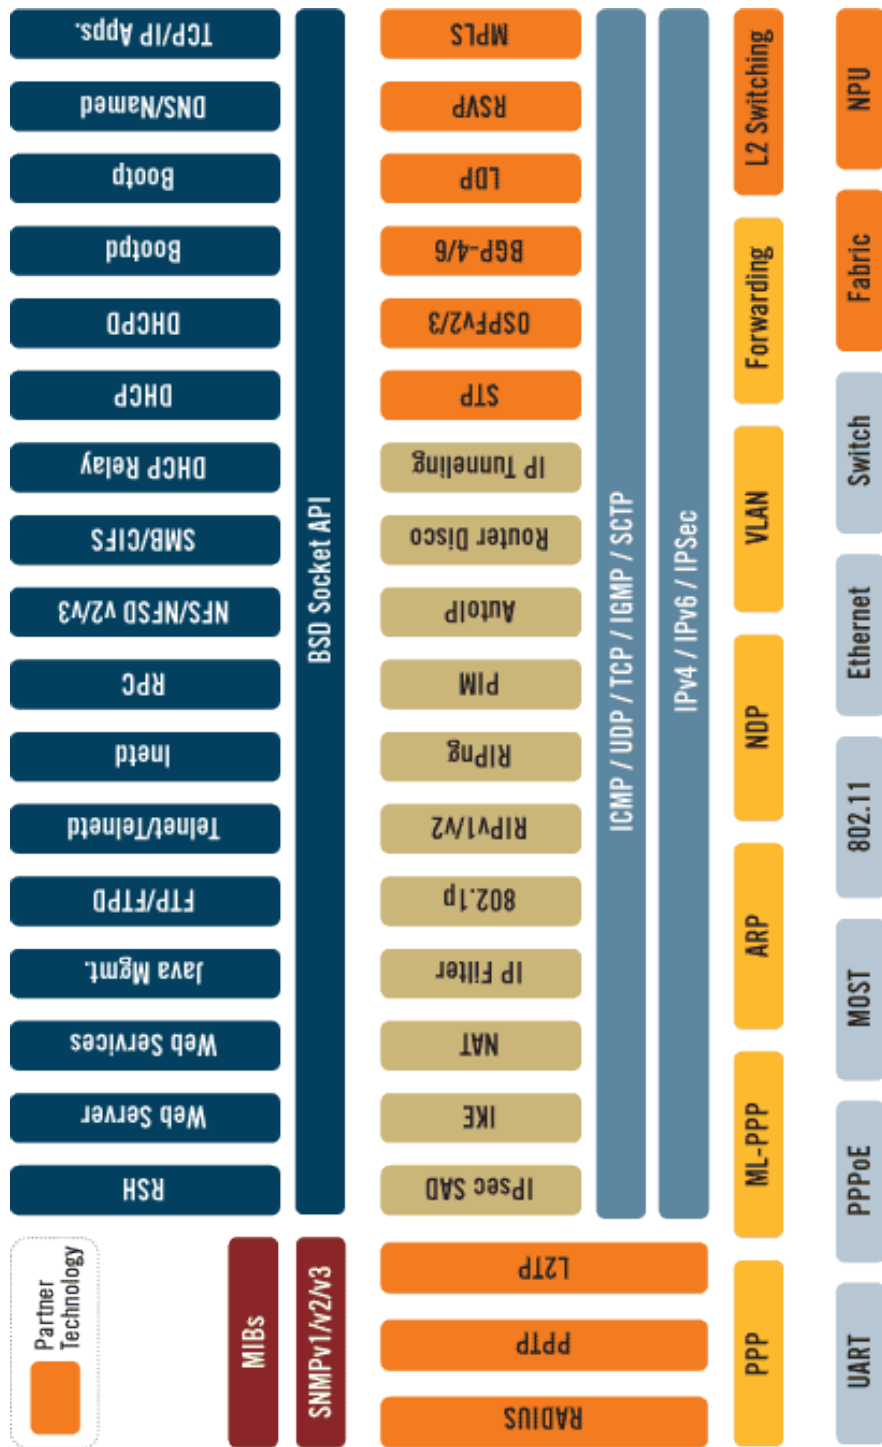 Partner
Technology
MIBs
SNMPv1/v2/v3
RSH
Web Server
Web Services
Java Mgmt.
FTP/FTPD
Telnet/Telnetd
Inetd
RPC
NFS/NFSD v2/v3
SMB/CIFS
DHCP Relay
DHCP
DHCPD
Bootpd
Bootp
DNS/Named
TCP/IP Apps.
BSD Socket API
RADIUS
PPTP
L2TP
IPsec SAD
IKE
NAT
IP Filter
802.1p
RIPv1/v2
RIPng
PIM
AutoIP
Router Disco
IP Tunneling
STP
OSPFv2/3
BGP-4/6
LDP
RSVP
MPLS
ICMP / UDP / TCP / IGMP / SCTP
IPv4 / IPv6 / IPSec
PPP
ML-PPP
ARP
NDP
VLAN
Forwarding
L2 Switching
UART
PPPoE
MOST
802.11
Ethernet
Switch
Fabric
NPU